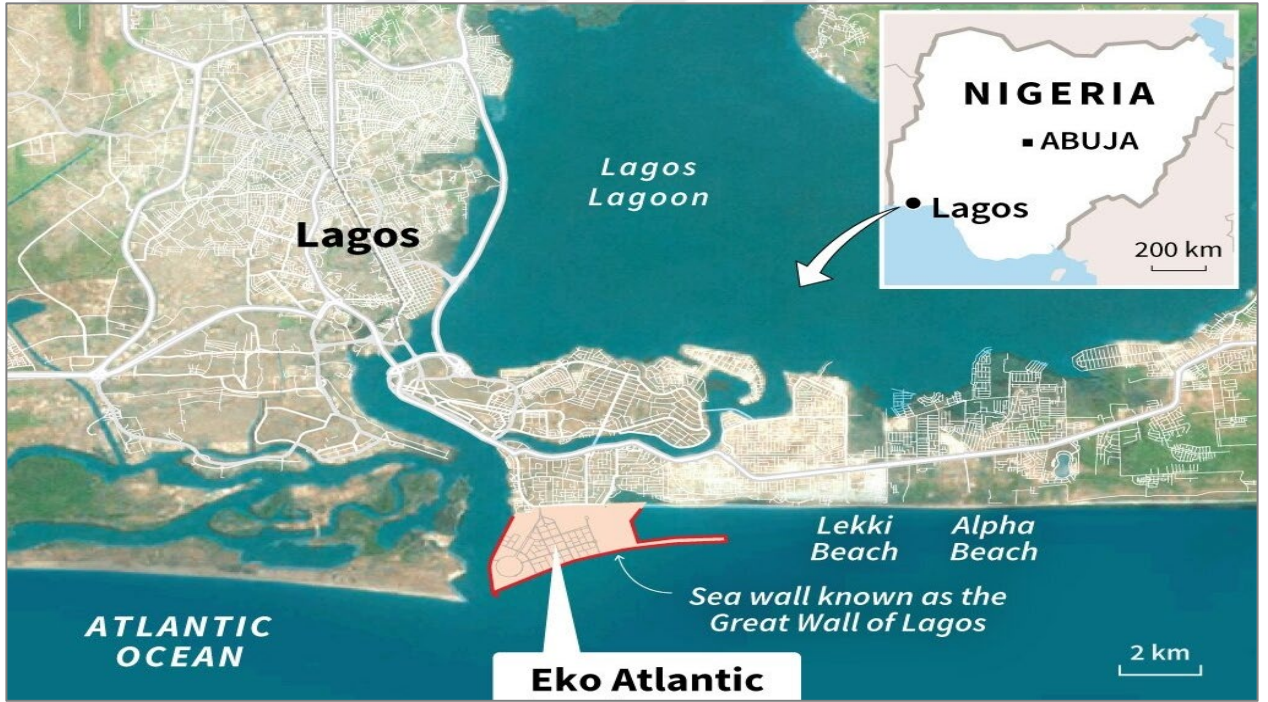 NIGERIA
ABUJA
Lagos
200 km
Lagos
Lagoon
Lagos
Lekki
Beach
Alpha
Beach
Sea wall known as the
Great Wall of Lagos
ATLANTIC
OCEAN
2 km
Eko Atlantic